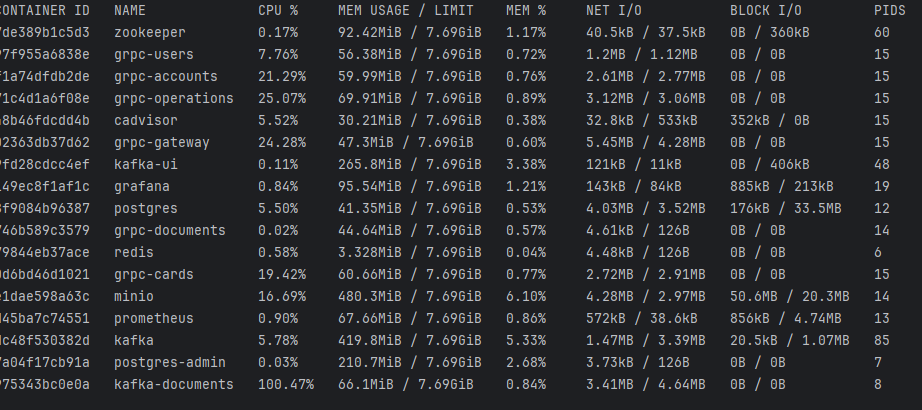 CONTAINER ID NAME CPU % MEM USAGE / LIMIT MEM % NET I/O BLOCK I/O PIDS
7de389b1c5d3 zookeeper 0.17% 92.42MiB / 7.69GiB 1.17% 40.5kB / 37.5kB 0B / 360kB 60
97f955a6838e grpc-users 7.76% 56.38MiB / 7.69GiB 0.72% 1.2MB / 1.12MB 0B / 0B 15
f1a74dfdb2de grpc-accounts 21.29% 59.99MiB / 7.69GiB 0.76% 2.61MB / 2.77MB 0B / 0B 15
71c4d1a6f08e grpc-operations 25.07% 69.91MiB / 7.69GiB 0.89% 3.12MB / 3.06MB 0B / 0B 15
a8b46fdcdd4b cadvisor 5.52% 30.21MiB / 7.69GiB 0.38% 32.8kB / 533kB 352kB / 0B 15
02363db37d62 grpc-gateway 24.28% 47.3MiB / 7.69GiB 0.60% 5.45MB / 4.28MB 0B / 0B 15
9fd28cdcc4ef kafka-ui 0.11% 265.8MiB / 7.69GiB 3.38% 121kB / 11kB 0B / 406kB 48
149ec8f1af1c grafana 0.84% 95.54MiB / 7.69GiB 1.21% 143kB / 84kB 885kB / 213kB 19
8f9084b96387 postgres 5.50% 41.35MiB / 7.69GiB 0.53% 4.03MB / 3.52MB 176kB / 33.5MB 12
746b589c3579 grpc-documents 0.02% 44.64MiB / 7.69GiB 0.57% 4.61kB / 126B 0B / 0B 14
79844eb37ace redis 0.58% 3.328MiB / 7.69GiB 0.04% 4.48kB / 126B 0B / 0B 6
0d6bd46d1021 grpc-cards 19.42% 60.66MiB / 7.69GiB 0.77% 2.72MB / 2.91MB 0B / 0B 15
e1dae598a63c minio 16.69% 480.3MiB / 7.69GiB 6.10% 4.28MB / 2.97MB 50.6MB / 20.3MB 14
d45ba7c74551 prometheus 0.90% 67.66MiB / 7.69GiB 0.86% 572kB / 38.6kB 856kB / 4.74MB 13
dc48f530382d kafka 5.78% 419.8MiB / 7.69GiB 5.33% 1.47MB / 3.39MB 20.5kB / 1.07MB 85
7a04f17cb91a postgres-admin 0.03% 210.7MiB / 7.69GiB 2.68% 3.73kB / 126B 0B / 0B 7
975343bc0e0a kafka-documents 100.47% 66.1MiB / 7.69GiB 0.84% 3.41MB / 4.64MB 0B / 0B 8